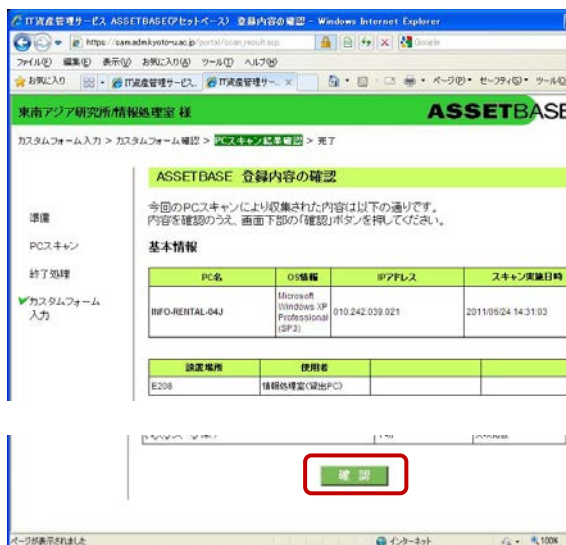 IT資産管理サービス ASSETBASE(アセットベース) 登録内容の確認 - Windows Internet Explorer
https://sam.adm.kyoto-u.ac.jp/portal/scan_result.asp
Google
ファイル(F) 編集(E) 表示(V) お気に入り(A) ツール(T) ヘルプ(H)
お気に入り IT資産管理サービス... IT資産管理サー... ページ(P) セーフティ(S) ツール(O)
東南アジア研究所/情報処理室 様 ASSETBASE
カスタムフォーム入力 > カスタムフォーム確認 > PCスキャン結果確認 > 完了
ASSETBASE 登録内容の確認
今回のPCスキャンにより収集された内容は以下の通りです。
内容を確認のうえ、画面下部の「確認」ボタンを押してください。
準備
PCスキャン
終了処理
カスタムフォーム
入力
基本情報
PC名 OS情報 IPアドレス スキャン実施日時
INFO-RENTAL-04J Microsoft Windows XP Professional (SP3) 010.242.039.021 2011/06/24 14:31:03
設置場所 使用者
E208 情報処理室(貸出PC)
確認
ページが表示されました インターネット 100%